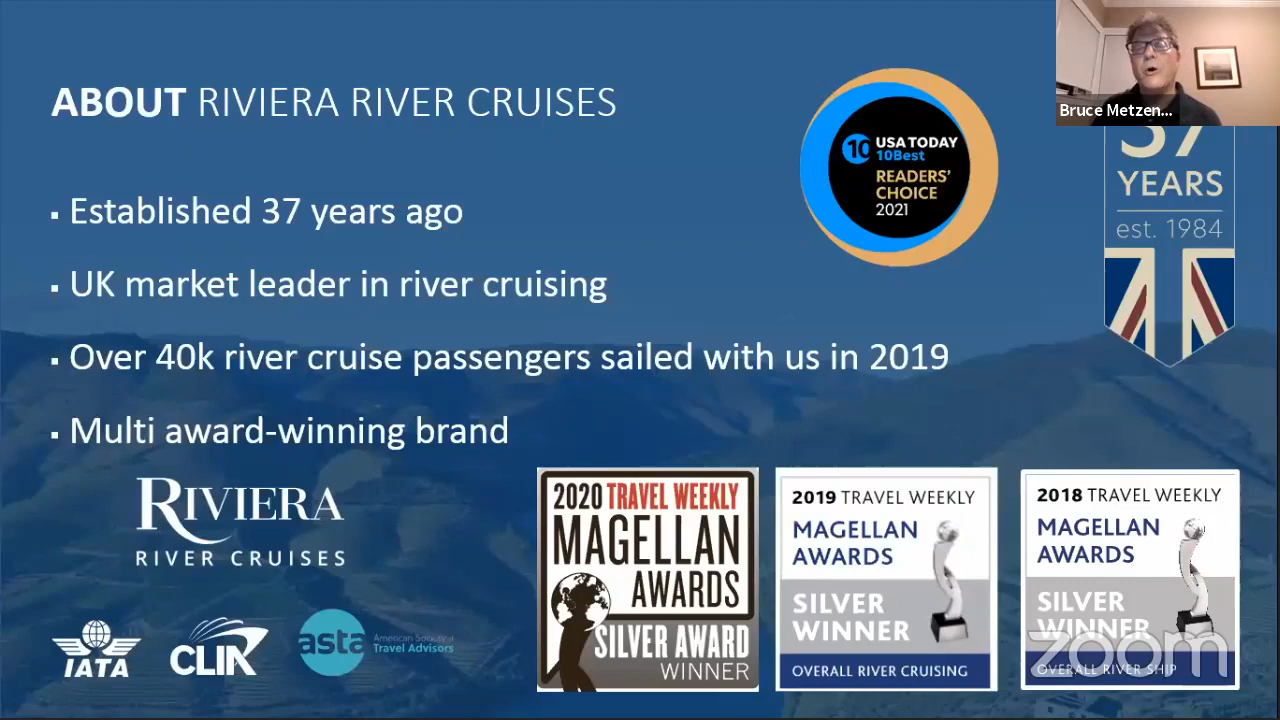 ABOUT RIVIERA RIVER CRUISES
Bruce Metzen...
10 USA TODAY
10Best
READERS'
CHOICE
2021
37
YEARS
est. 1984
▪ Established 37 years ago
▪ UK market leader in river cruising
▪ Over 40k river cruise passengers sailed with us in 2019
▪ Multi award-winning brand
RIVIERA
RIVER CRUISES
IATA
CLIA
asta
American Society of
Travel Advisors
2020 TRAVEL WEEKLY
MAGELLAN
AWARDS
SILVER AWARD
WINNER
2019 TRAVEL WEEKLY
MAGELLAN
AWARDS
SILVER
WINNER
OVERALL RIVER CRUISING
2018 TRAVEL WEEKLY
MAGELLAN
AWARDS
SILVER
WINNER
OVERALL RIVER SHIP
zoom